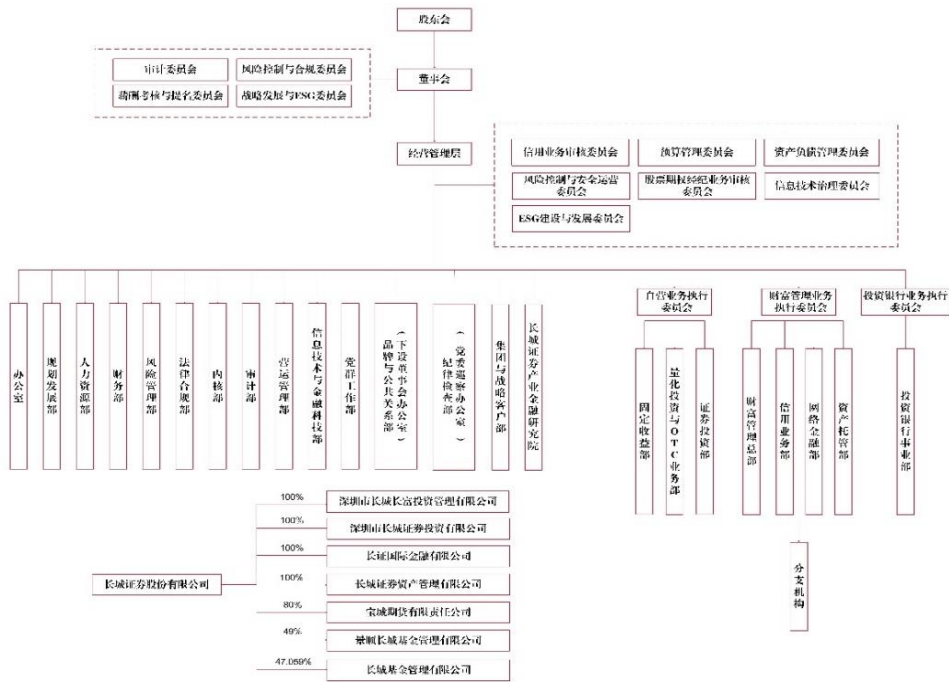 股东会
审计委员会
风险控制与合规委员会
董事会
薪酬考核与提名委员会
战略发展与ESG委员会
经营管理层
信用业务审核委员会
预算管理委员会
资产负债管理委员会
风险控制与安全运营
委员会
股票期权经纪业务审核
委员会
信息技术治理委员会
ESG建设与发展委员会
自营业务执行
委员会
财富管理业务
执行委员会
投资银行业务执行
委员会
办公室
规划发展部
人力资源部
财务部
风险管理部
法律合规部
内核部
审计部
营运管理部
信息技术与金融科技部
党群工作部
品牌与公共关系部
(下设董事会办公室)
纪律检查部
(党委巡察办公室)
集团与战略客户部
长城证券产业金融研究院
固定收益部
量化投资与OTC业务部
证券投资部
财富管理总部
信用业务部
网络金融部
资产托管部
投资银行事业部
分支机构
长城证券股份有限公司
100%
深圳市长城长富投资管理有限公司
100%
深圳市长城证券投资有限公司
100%
长证国际金融有限公司
100%
长城证券资产管理有限公司
80%
宝城期货有限责任公司
49%
景顺长城基金管理有限公司
47.059%
长城基金管理有限公司